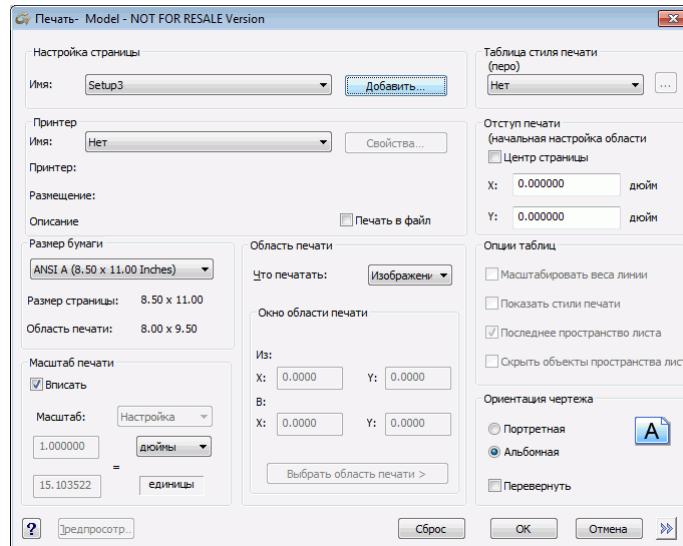 Печать- Model - NOT FOR RESALE Version
Настройка страницы
Имя: Setup3 Добавить...
Таблица стиля печати
(перо)
Нет ...
Принтер
Имя: Нет Свойства...
Принтер:
Размещение:
Описание Печать в файл
Отступ печати
(начальная настройка области
Центр страницы
X: 0.000000 дюйм
Y: 0.000000 дюйм
Размер бумаги
ANSI A (8.50 x 11.00 Inches)
Размер страницы: 8.50 x 11.00
Область печати: 8.00 x 9.50
Масштаб печати
Вписать
Масштаб: Настройка
1.000000 дюймы
=
15.103522 единицы
Область печати
Что печатать: Изображени
Окно области печати
Из:
X: 0.0000 Y: 0.0000
В:
X: 0.0000 Y: 0.0000
Выбрать область печати >
Опции таблиц
Масштабировать веса линии
Показать стили печати
Последнее пространство листа
Скрыть объекты пространства лис
Ориентация чертежа
Портретная
Альбомная
A
Перевернуть
? Предпросотр... Сброс OK Отмена >>